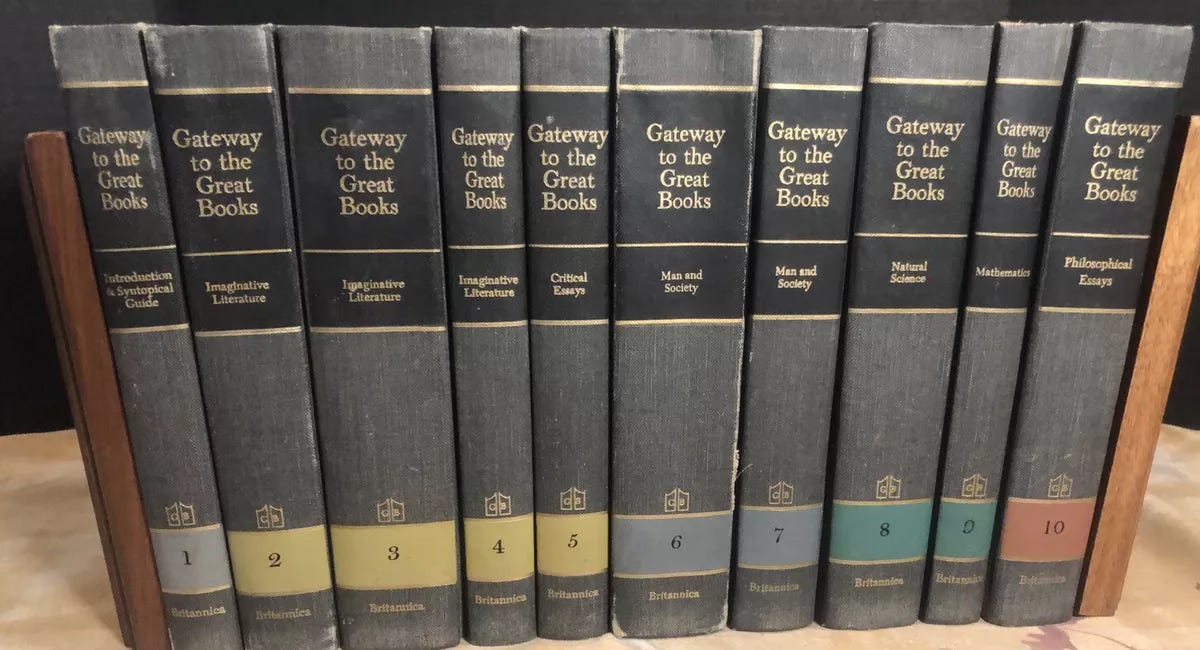 Gateway
to the
Great
Books
Introduction
& Syntopical
Guide
G B
1
Britannica
Gateway
to the
Great
Books
Imaginative
Literature
G B
2
Britannica
Gateway
to the
Great
Books
Imaginative
Literature
G B
3
Britannica
Gateway
to the
Great
Books
Imaginative
Literature
G B
4
Britannica
Gateway
to the
Great
Books
Critical
Essays
G B
5
Britannica
Gateway
to the
Great
Books
Man and
Society
G B
6
Britannica
Gateway
to the
Great
Books
Man and
Society
G B
7
Britannica
Gateway
to the
Great
Books
Natural
Science
G B
8
Britannica
Gateway
to the
Great
Books
Mathematics
G B
9
Britannica
Gateway
to the
Great
Books
Philosophical
Essays
G B
10
Britannica